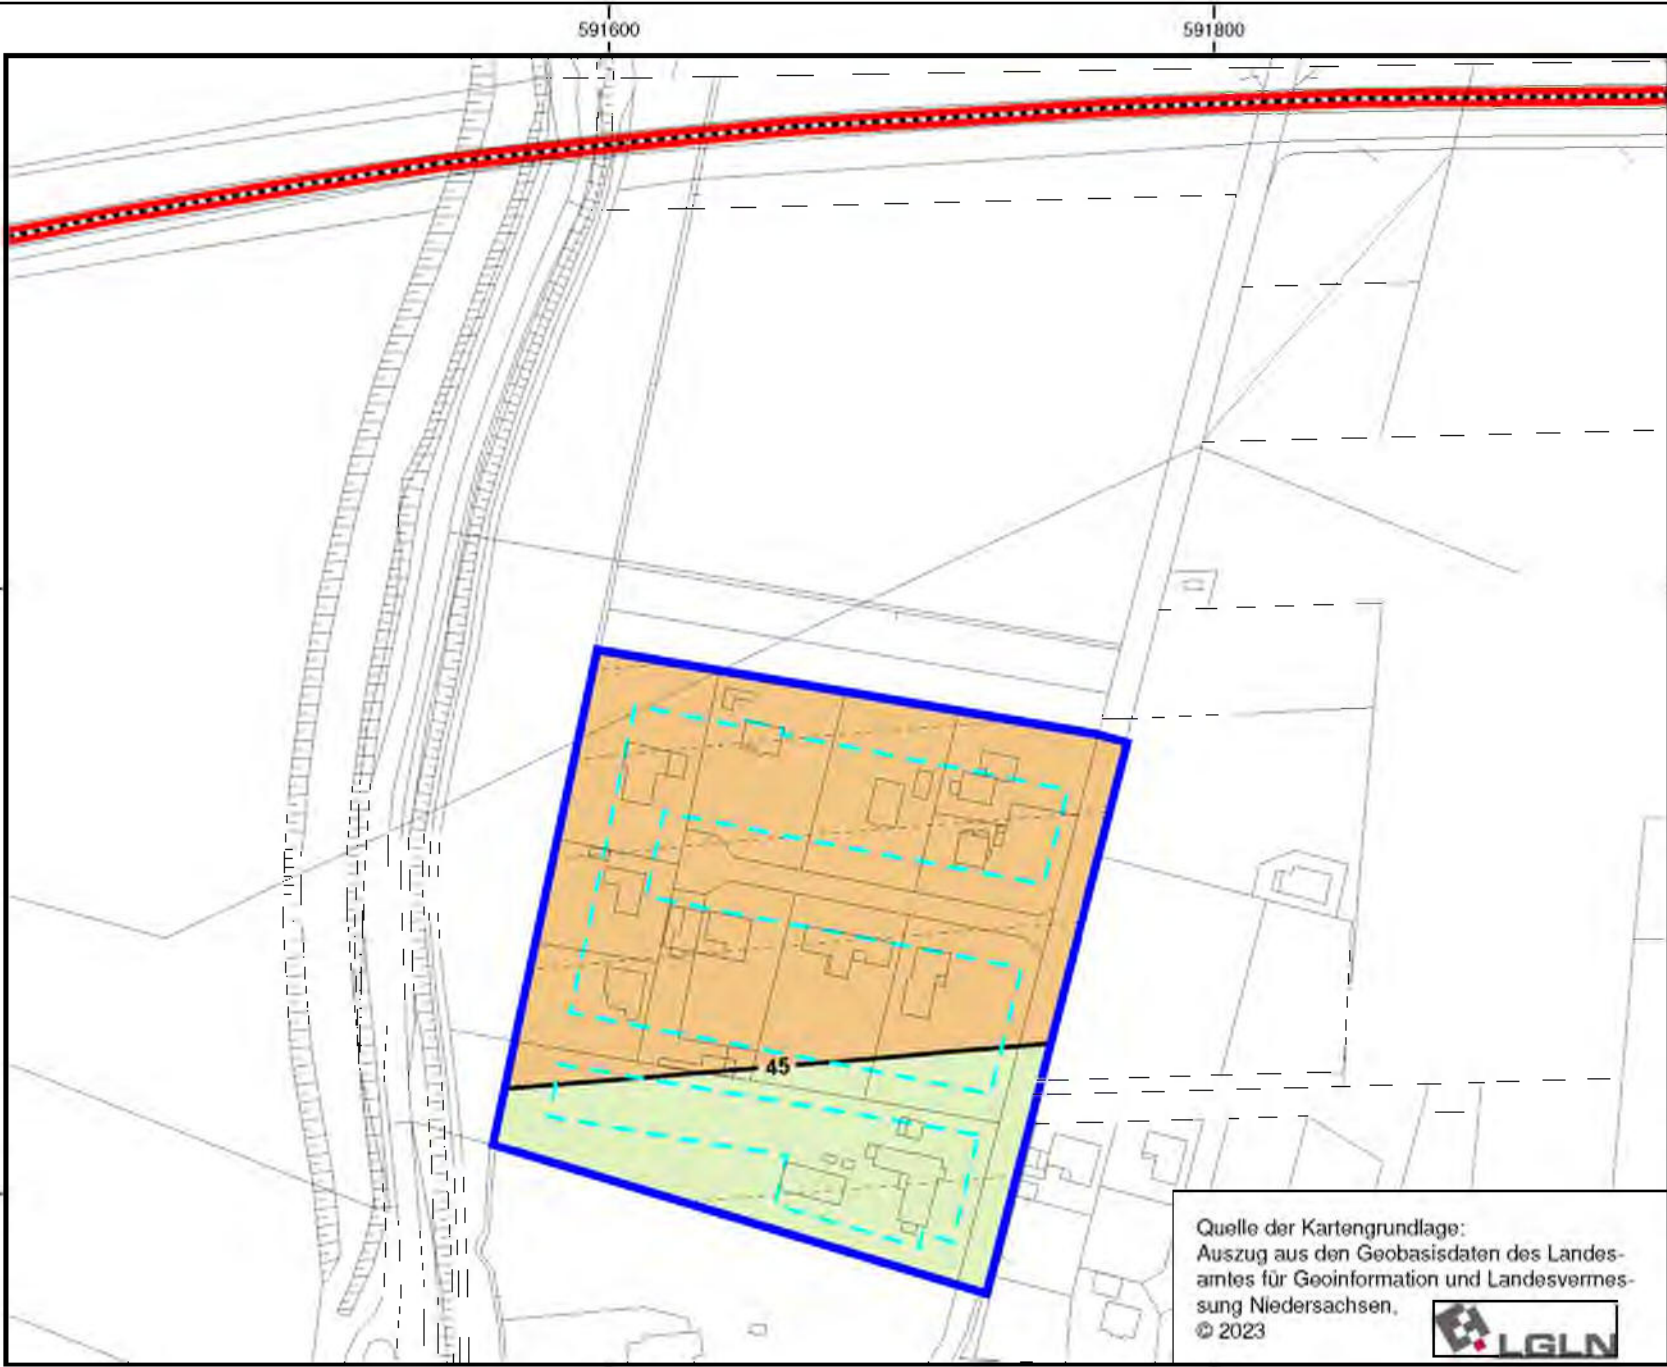 591600
591800
45
Quelle der Kartengrundlage:
Auszug aus den Geobasisdaten des Landes-
amtes für Geoinformation und Landesvermes-
sung Niedersachsen,
© 2023
LGLN